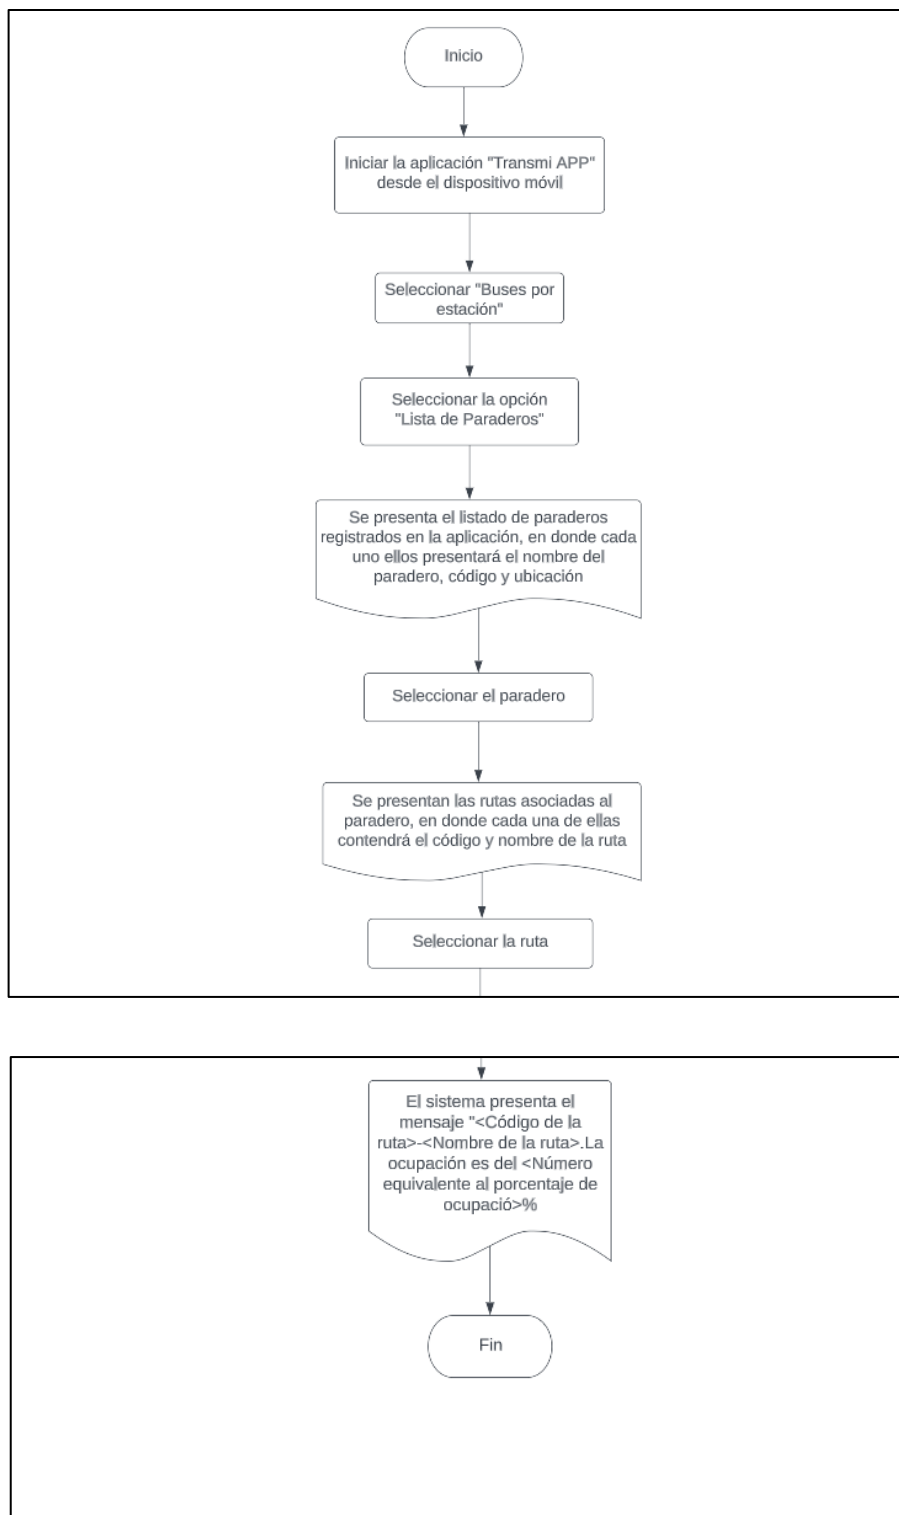 Inicio
Iniciar la aplicación "Transmi APP"
desde el dispositivo móvil
Seleccionar "Buses por
estación"
Seleccionar la opción
"Lista de Paraderos"
Se presenta el listado de paraderos
registrados en la aplicación, en donde cada
uno ellos presentará el nombre del
paradero, código y ubicación
Seleccionar el paradero
Se presentan las rutas asociadas al
paradero, en donde cada una de ellas
contendrá el código y nombre de la ruta
Seleccionar la ruta
El sistema presenta el
mensaje "<Código de la
ruta>-<Nombre de la ruta>.La
ocupación es del <Número
equivalente al porcentaje de
ocupació>%
Fin